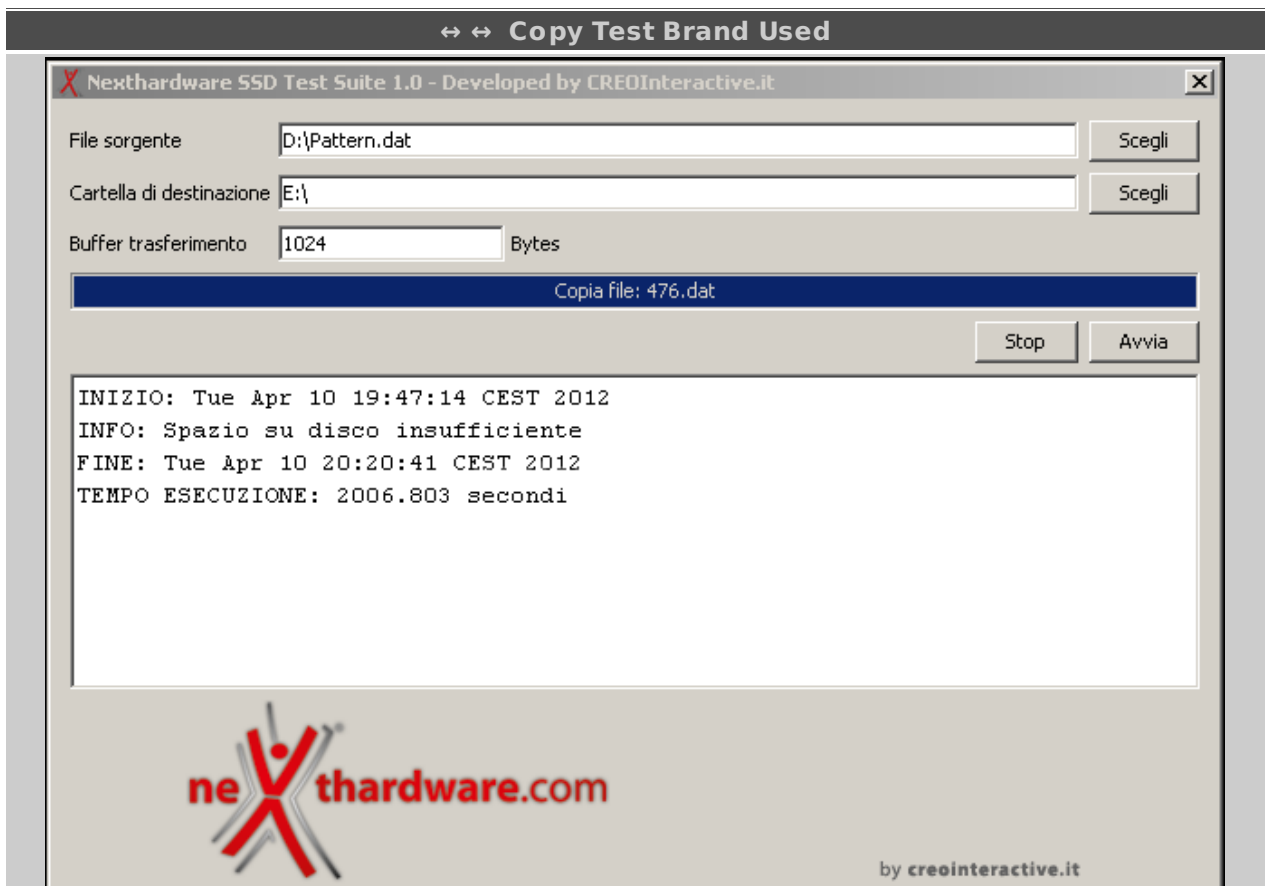 ↔ ↔ Copy Test Brand Used
Nexthardware SSD Test Suite 1.0 - Developed by CREOInteractive.it
File sorgente D:\Pattern.dat Scegli
Cartella di destinazione E:\ Scegli
Buffer trasferimento 1024 Bytes
Copia file: 476.dat
Stop Avvia
INIZIO: Tue Apr 10 19:47:14 CEST 2012
INFO: Spazio su disco insufficiente
FINE: Tue Apr 10 20:20:41 CEST 2012
TEMPO ESECUZIONE: 2006.803 secondi
nexthardware.com
by creointeractive.it